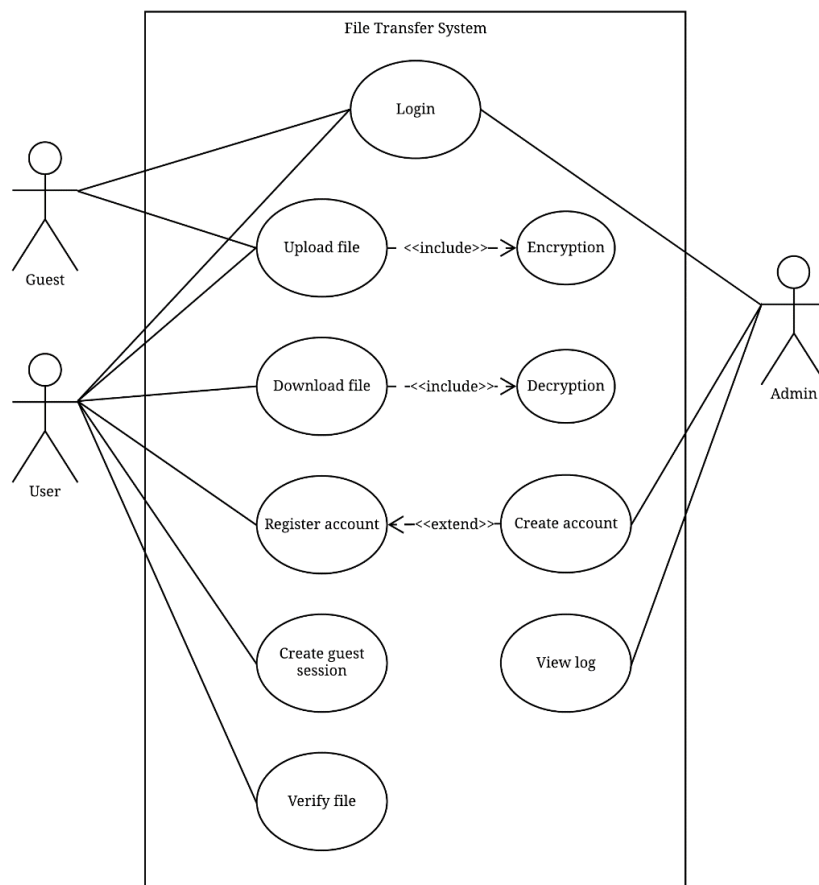 File Transfer System
Login
Guest
Upload file
<<include>>
Encryption
User
Download file
<<include>>
Decryption
Admin
Register account
<<extend>>
Create account
Create guest
session
View log
Verify file